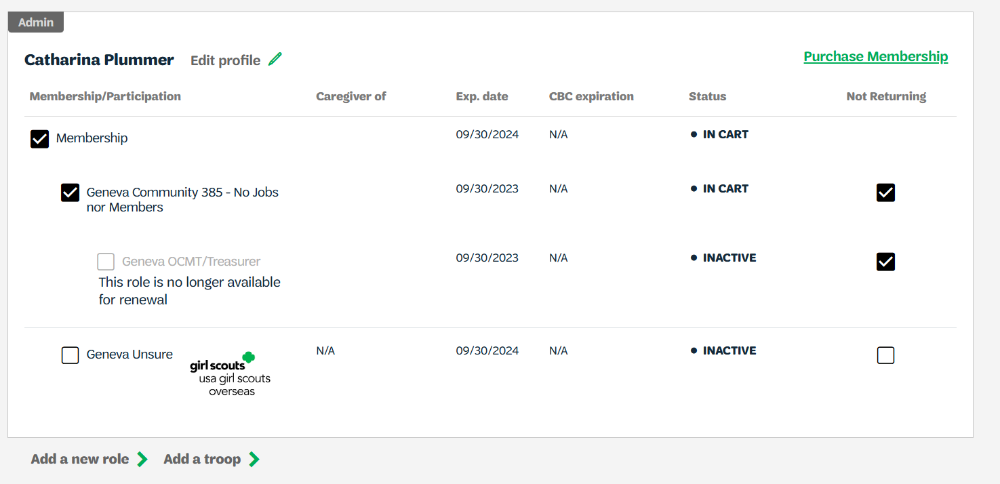 Admin
Catharina Plummer Edit profile Purchase Membership
Membership/Participation Caregiver of Exp. date CBC expiration Status Not Returning
Membership 09/30/2024 N/A • IN CART
Geneva Community 385 - No Jobs 09/30/2023 N/A • IN CART
nor Members
Geneva OCMT/Treasurer 09/30/2023 N/A • INACTIVE
This role is no longer available
for renewal
Geneva Unsure N/A 09/30/2024 N/A • INACTIVE
girl scouts
usa girl scouts
overseas
Add a new role Add a troop